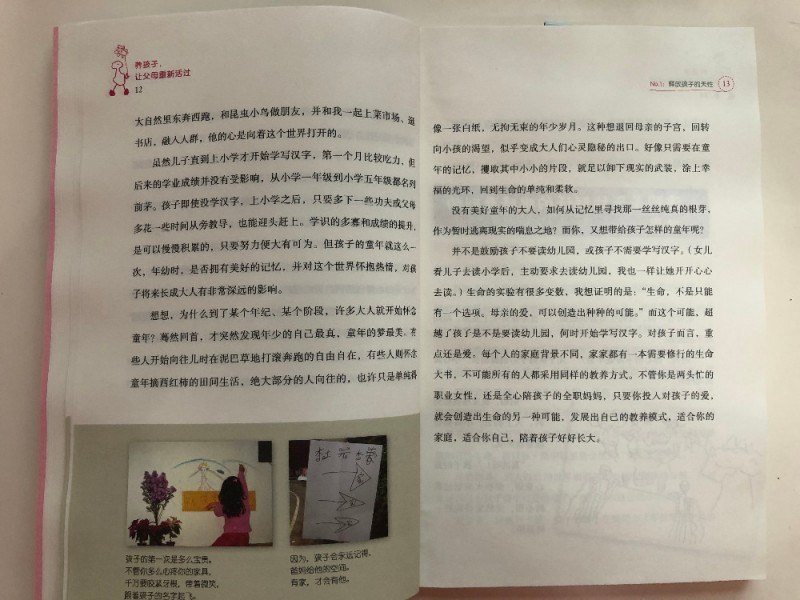 养孩子，
让父母重新活过
12
大自然里东奔西跑，和昆虫小鸟做朋友，并和我一起上菜市场、逛
书店，融入人群，他的心是向着这个世界打开的。
虽然儿子直到上小学才开始学写汉字，第一个月比较吃力，但
后来的学业成绩并没有受影响，从小学一年级到小学五年级都名列
前茅。孩子即使没学汉字，上小学之后，只要多下一些功夫或父母
多花一些时间从旁教导，也能迎头赶上。学识的多寡和成绩的提升，
是可以慢慢积累的，只要努力便大有可为。但孩子的童年就这么一
次，年幼时，是否拥有美好的记忆，并对这个世界怀抱热情，对孩
子将来长成大人有非常深远的影响。
想想，为什么到了某个年纪、某个阶段，许多大人就开始怀念
童年？蓦然回首，才突然发现年少的自己最真，童年的梦最美。有
些人开始向往儿时在泥巴草地打滚奔跑的自由自在，有些人则怀念
童年摘西红柿的田间生活，绝大部分的人向往的，也许只是单纯得
孩子的第一次是多么宝贵。
不管你多么心疼你的家具，
千万要咬紧牙根，带着微笑，
跟着孩子的名字起飞。
因为，孩子会永远记得，
爸妈给他的空间。
有家，才会有他。
No.1：释放孩子的天性
13
像一张白纸，无拘无束的年少岁月。这种想退回母亲的子宫，回转
向小孩的渴望，似乎变成大人们心灵隐秘的出口。好像只需要在童
年的记忆，攫取其中小小的片段，就足以卸下现实的武装，涂上幸
福的光环，回到生命的单纯和柔软。
没有美好童年的大人，如何从记忆里寻找那一丝丝纯真的根芽，
作为暂时逃离现实的喘息之地？而你，又想带给孩子怎样的童年呢？
并不是鼓励孩子不要读幼儿园，或孩子不需要学写汉字。（女儿
看儿子去读小学后，主动要求去读幼儿园，我也一样让她开开心心
去读。）生命的实验有很多变数，我想证明的是：“生命，不是只能
有一个选项。母亲的爱，可以创造出种种的可能。”而这个可能，超
越了孩子是不是要读幼儿园，何时开始学写汉字。对孩子而言，重
点还是爱。每个人的家庭背景不同，家家都有一本需要修行的生命
大书，不可能所有的人都采用同样的教养方式。不管你是两头忙的
职业女性，还是全心陪孩子的全职妈妈，只要你投入对孩子的爱，
就会创造出生命的另一种可能，发展出自己的教养模式，适合你的
家庭，适合你自己，陪着孩子好好长大。